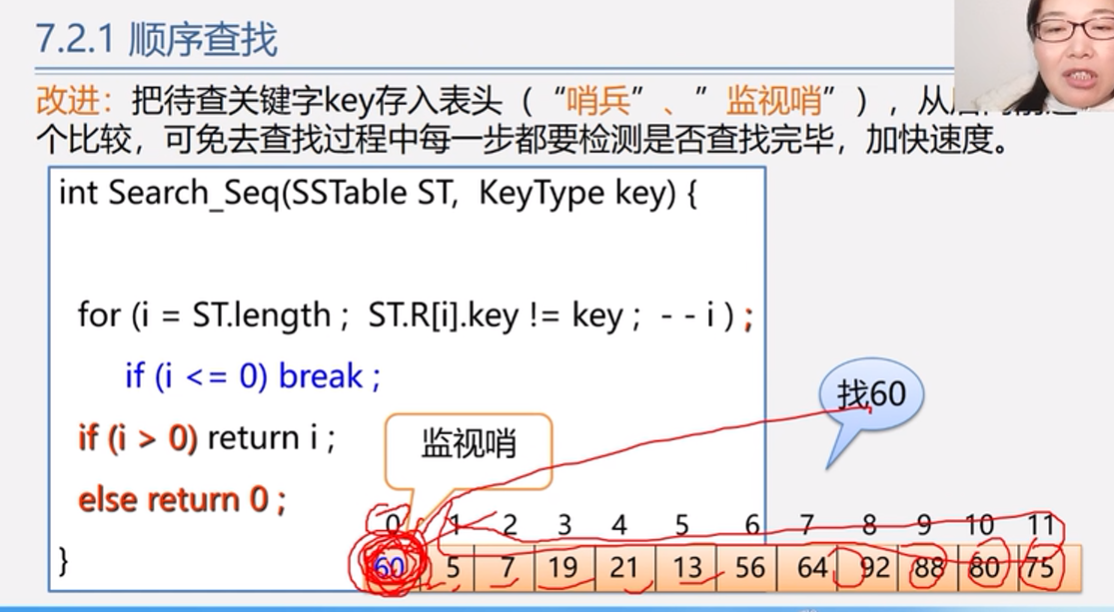 7.2.1 顺序查找
改进：把待查关键字key存入表头（“哨兵”、”监视哨”），从
个比较，可免去查找过程中每一步都要检测是否查找完毕，加快速度。
int Search_Seq(SSTable ST, KeyType key) {
for (i = ST.length ; ST.R[i].key != key ; - - i ) ;
if (i <= 0) break ;
找60
if (i > 0) return i ;
监视哨
else return 0 ;
0 1 2 3 4 5 6 7 8 9 10 11
}
60 5 7 19 21 13 56 64 92 88 80 75